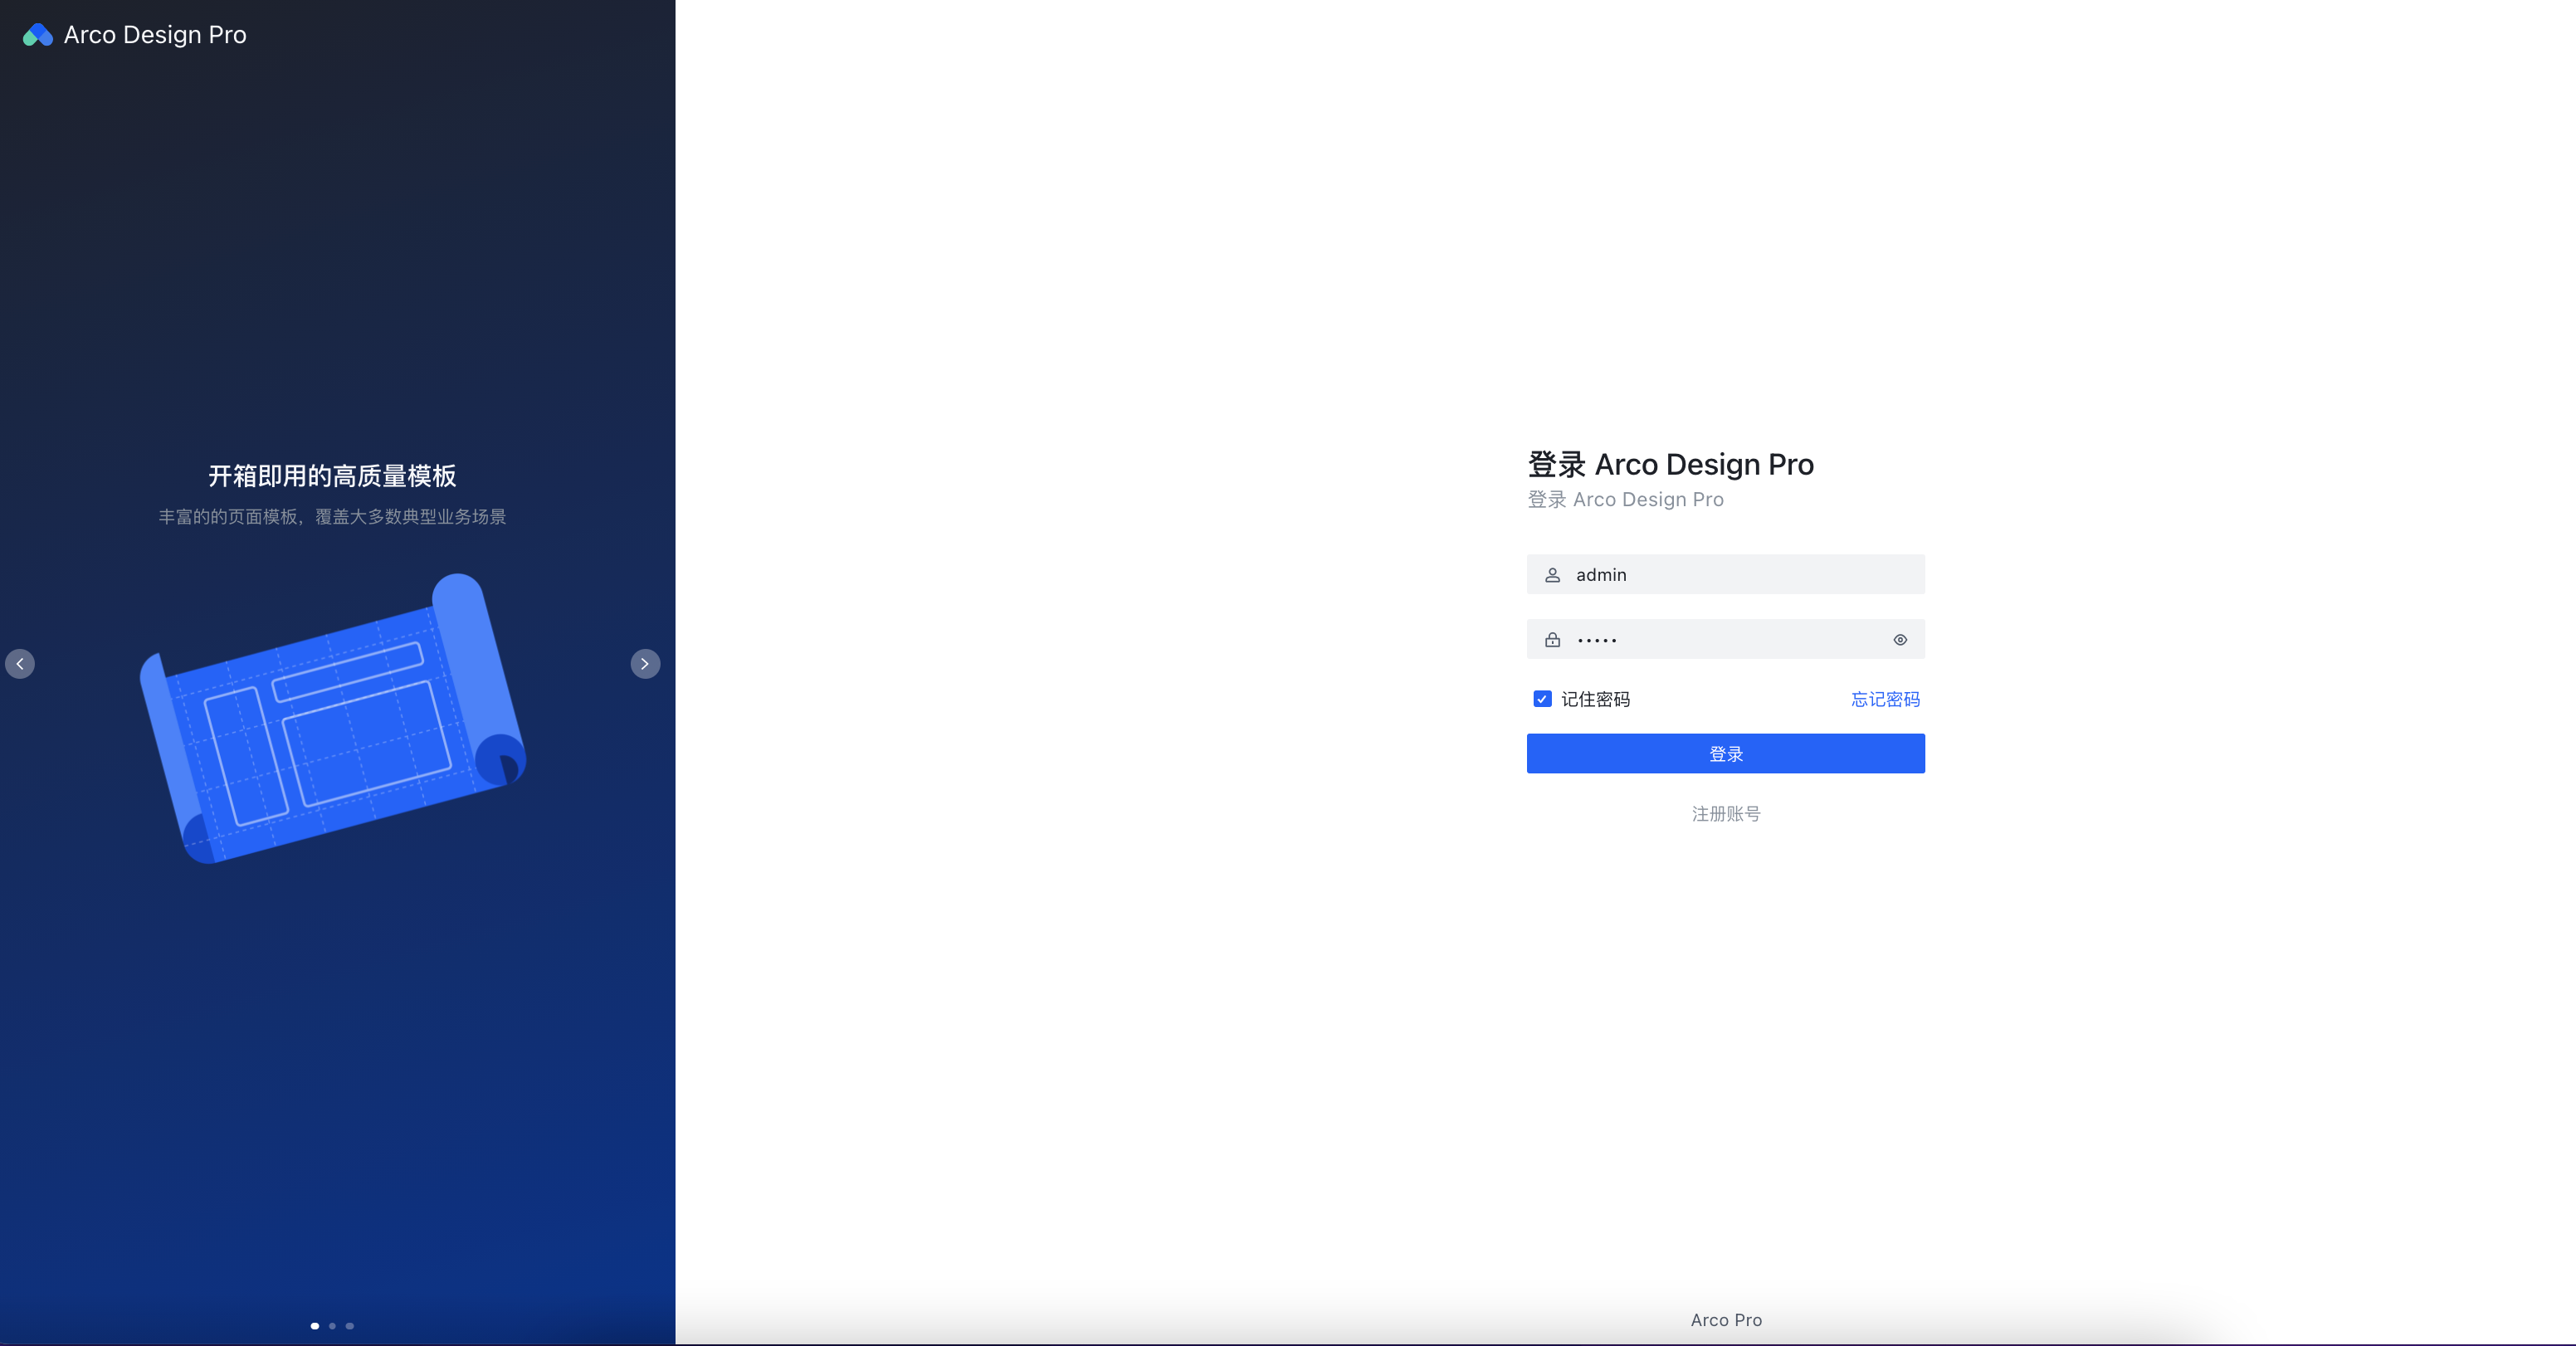 Arco Design Pro
开箱即用的高质量模板
丰富的的页面模板，覆盖大多数典型业务场景
登录 Arco Design Pro
登录 Arco Design Pro
admin
•••••
记住密码 忘记密码
登录
注册账号
Arco Pro